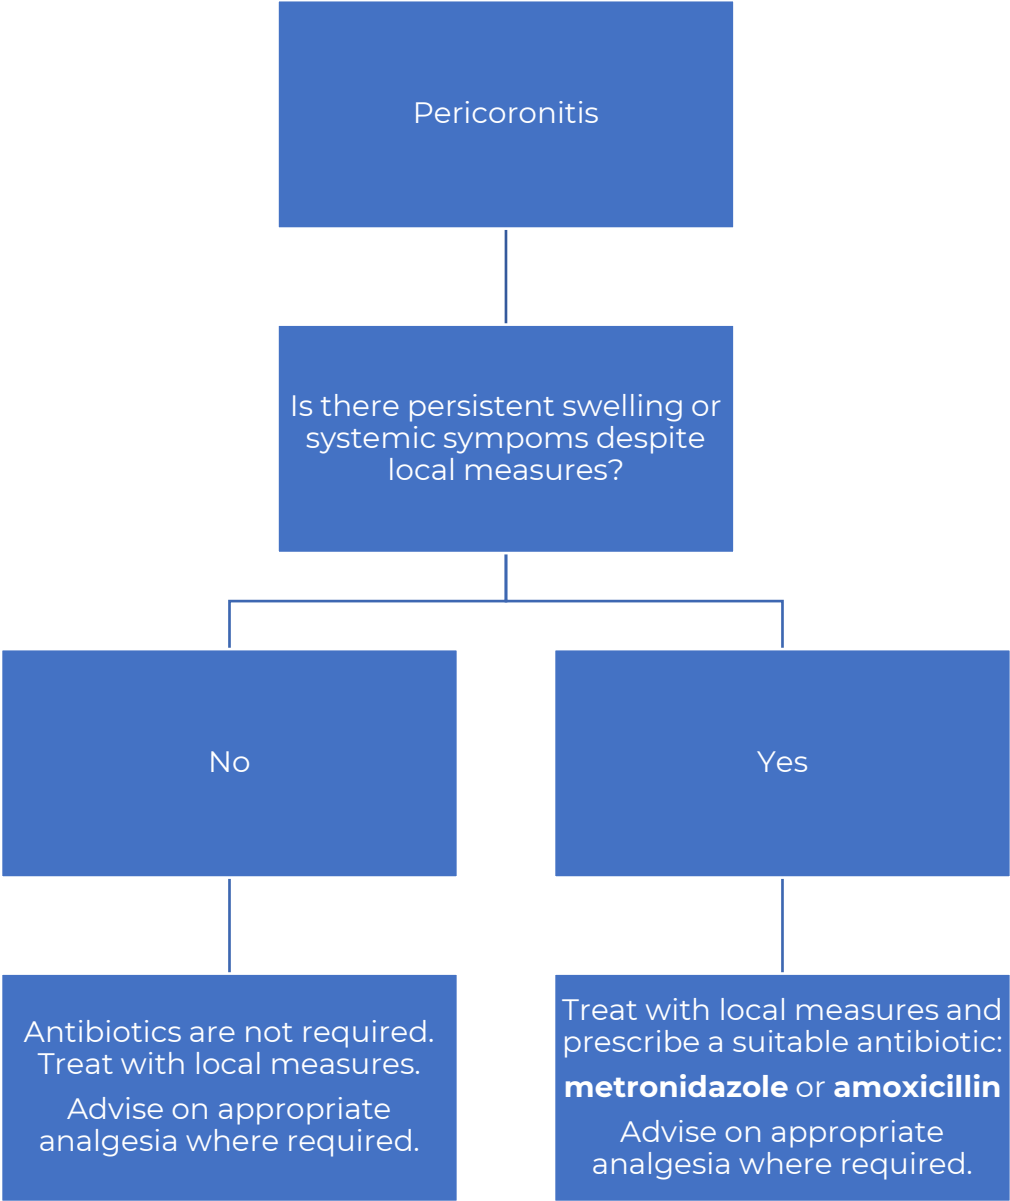 Pericoronitis
Is there persistent swelling or
systemic sympoms despite
local measures?
No
Yes
Antibiotics are not required.
Treat with local measures.
Advise on appropriate
analgesia where required.
Treat with local measures and
prescribe a suitable antibiotic:
metronidazole or amoxicillin
Advise on appropriate
analgesia where required.